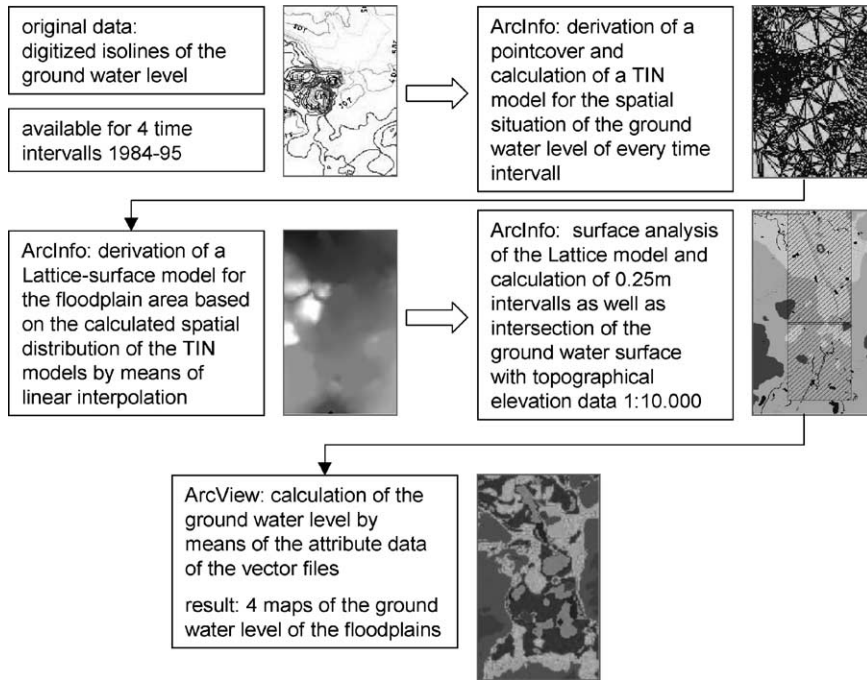 original data:
digitized isolines of the
ground water level
available for 4 time
intervalls 1984-95
ArcInfo: derivation of a
pointcover and
calculation of a TIN
model for the spatial
situation of the ground
water level of every time
intervall
ArcInfo: derivation of a
Lattice-surface model for
the floodplain area based
on the calculated spatial
distribution of the TIN
models by means of
linear interpolation
ArcInfo: surface analysis
of the Lattice model and
calculation of 0.25m
intervalls as well as
intersection of the
ground water surface
with topographical
elevation data 1:10.000
ArcView: calculation of the
ground water level by
means of the attribute data
of the vector files
result: 4 maps of the ground
water level of the floodplains